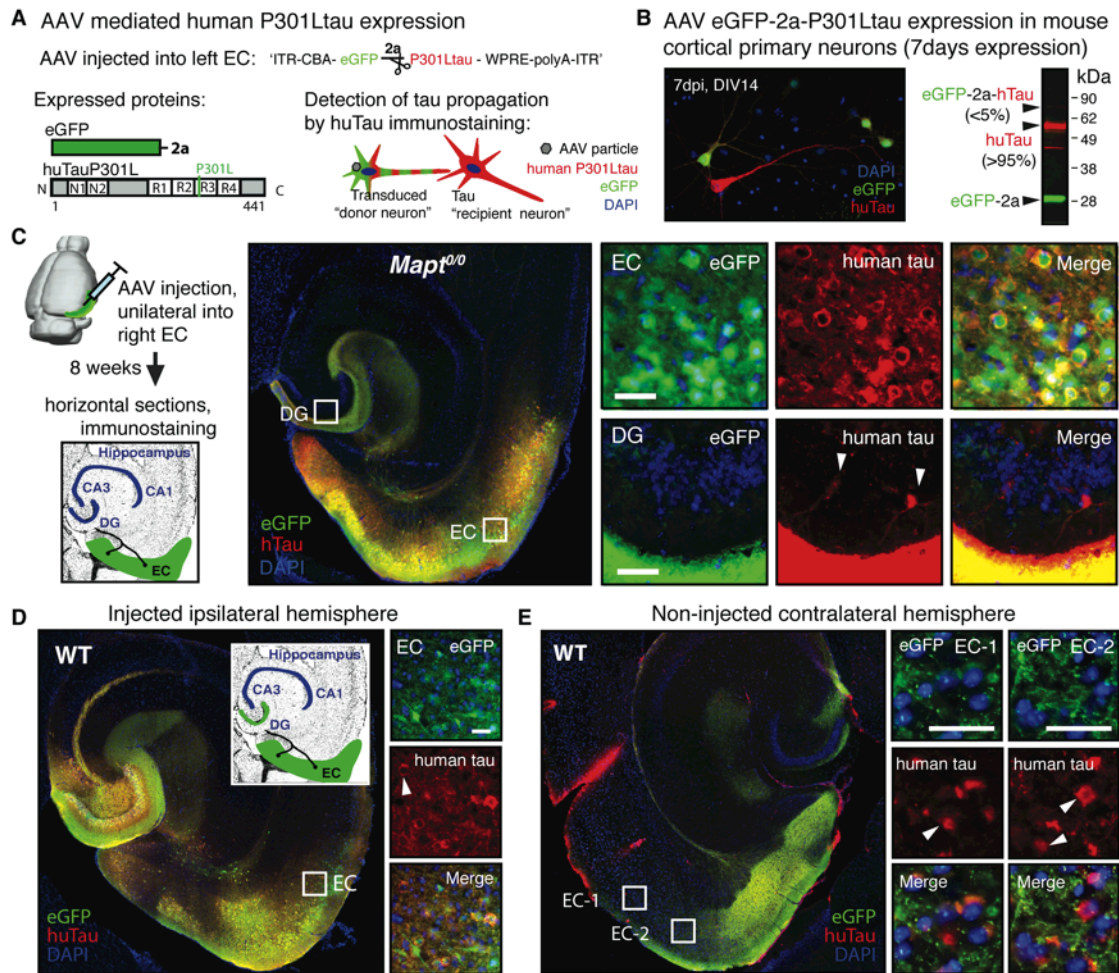 A AAV mediated human P301Ltau expression
AAV injected into left EC: ‘ITR-CBA- eGFP 2a P301Ltau - WPRE-polyA-ITR’
Expressed proteins:
eGFP
2a
huTauP301L P301L
N N1 N2 R1 R2 R3 R4 C
1 441
Detection of tau propagation
by huTau immunostaining:
AAV particle
human P301Ltau
eGFP
DAPI
Transduced
“donor neuron”
Tau
“recipient neuron”
B AAV eGFP-2a-P301Ltau expression in mouse
cortical primary neurons (7days expression)
7dpi, DIV14
DAPI
eGFP
huTau
kDa
eGFP-2a-hTau
(<5%)
huTau
(>95%)
eGFP-2a
90
62
49
38
28
C
AAV injection,
unilateral into
right EC
8 weeks
horizontal sections,
immunostaining
Hippocampus
CA3
CA1
DG
EC
Mapt0/0
DG
EC
eGFP
hTau
DAPI
EC eGFP
human tau
Merge
DG eGFP
human tau
Merge
D Injected ipsilateral hemisphere
WT
Hippocampus
CA3
CA1
DG
EC
EC
eGFP
huTau
DAPI
EC eGFP
human tau
Merge
E Non-injected contralateral hemisphere
WT
EC-1
EC-2
eGFP
huTau
DAPI
eGFP EC-1
eGFP EC-2
human tau
human tau
Merge
Merge